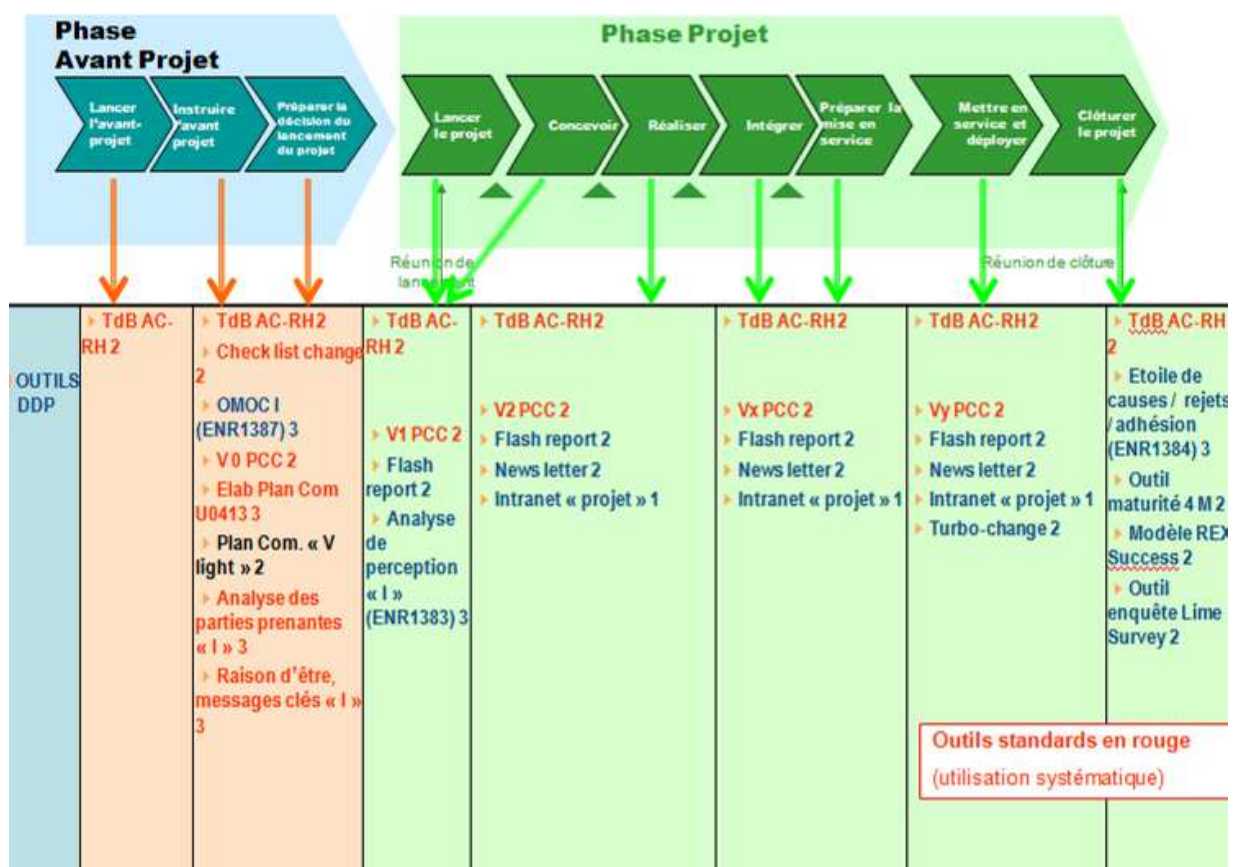 Phase
Avant Projet
Lancer
l'avant-
projet
Instruire
l'avant
projet
Préparer la
décision du
lancement
du projet
Phase Projet
Lancer
le projet
Concevoir
Réaliser
Intégrer
Préparer la
mise en
service
Mettre en
service et
déployer
Clôturer
le projet
Réunion de
lancement
Réunion de clôture
OUTILS
DDP
TdB AC-
RH 2
TdB AC-RH2
Check list change
2
OMOC I
(ENR1387) 3
V 0 PCC 2
Elab Plan Com
U0413 3
Plan Com. « V
light » 2
Analyse des
parties prenantes
« I » 3
Raison d'être,
messages clés « I »
3
TdB AC-
RH 2
V1 PCC 2
Flash
report 2
Analyse
de
perception
« I »
(ENR1383) 3
TdB AC-RH2
V2 PCC 2
Flash report 2
News letter 2
Intranet « projet » 1
TdB AC-RH2
Vx PCC 2
Flash report 2
News letter 2
Intranet « projet » 1
TdB AC-RH2
Vy PCC 2
Flash report 2
News letter 2
Intranet « projet » 1
Turbo-change 2
TdB AC-RH
2
Etoile de
causes / rejets
/ adhésion
(ENR1384) 3
Outil
maturité 4 M 2
Modèle REX
Success 2
Outil
enquête Lime
Survey 2
Outils standards en rouge
(utilisation systématique)